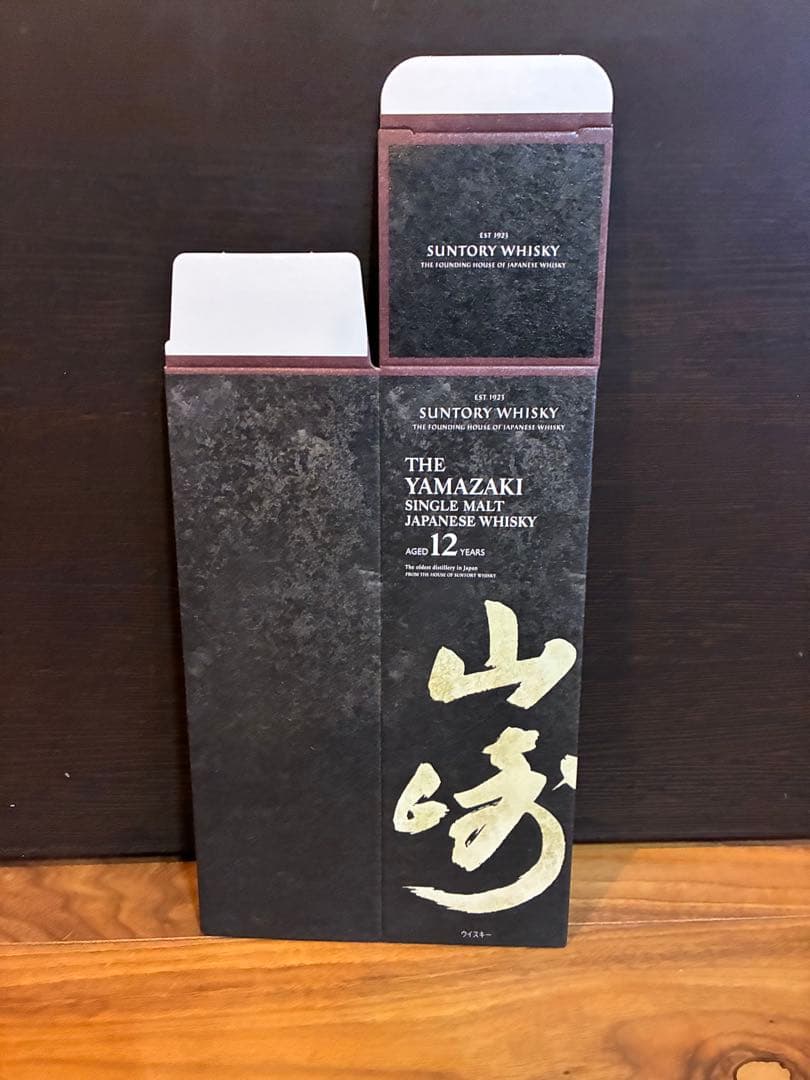 EST 1923
SUNTORY WHISKY
THE FOUNDING HOUSE OF JAPANESE WHISKY
EST. 1923
SUNTORY WHISKY
THE FOUNDING HOUSE OF JAPANESE WHISKY
THE
YAMAZAKI
SINGLE MALT
JAPANESE WHISKY
AGED 12 YEARS
The oldest distillery in Japan
FROM THE HOUSE OF SUNTORY WHISKY
山
崎
ウイスキー